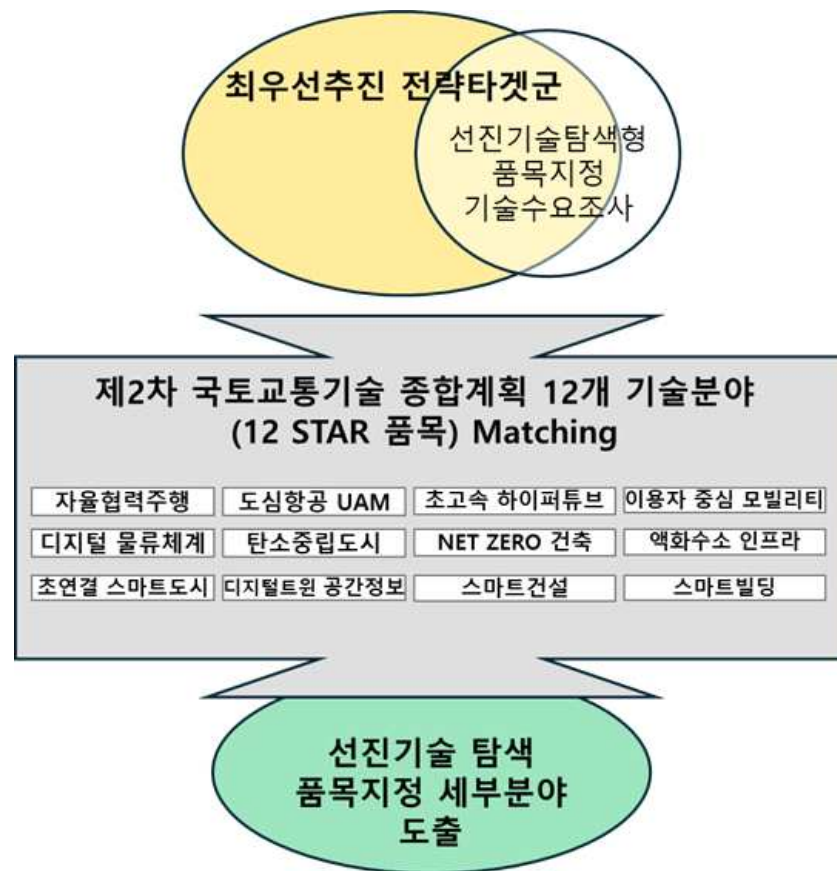 최우선추진 전략타겟군
선진기술탐색형
품목지정
기술수요조사
제2차 국토교통기술 종합계획 12개 기술분야
(12 STAR 품목) Matching
자율협력주행 도심항공 UAM 초고속 하이퍼튜브 이용자 중심 모빌리티
디지털 물류체계 탄소중립도시 NET ZERO 건축 액화수소 인프라
초연결 스마트도시 디지털트윈 공간정보 스마트건설 스마트빌딩
선진기술 탐색
품목지정 세부분야
도출